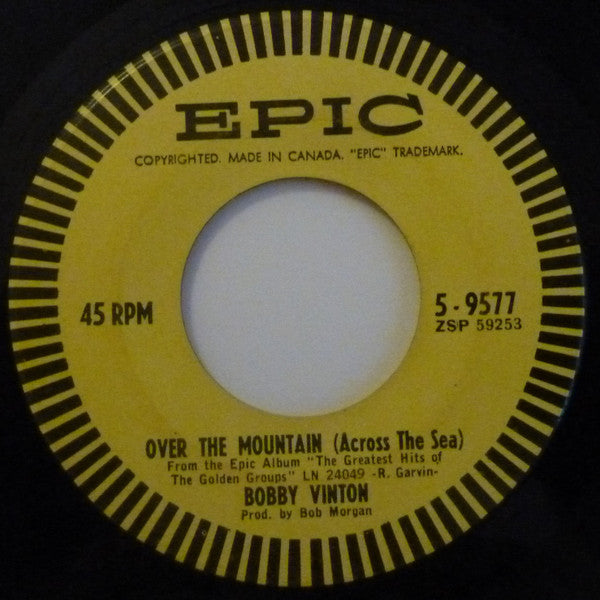 EPIC
COPYRIGHTED. MADE IN CANADA. "EPIC" TRADEMARK.
45 RPM
5-9577
ZSP 59253
OVER THE MOUNTAIN (Across The Sea)
From the Epic Album "The Greatest Hits of
The Golden Groups" LN 24049 -R. Garvin-
BOBBY VINTON
Prod. by Bob Morgan